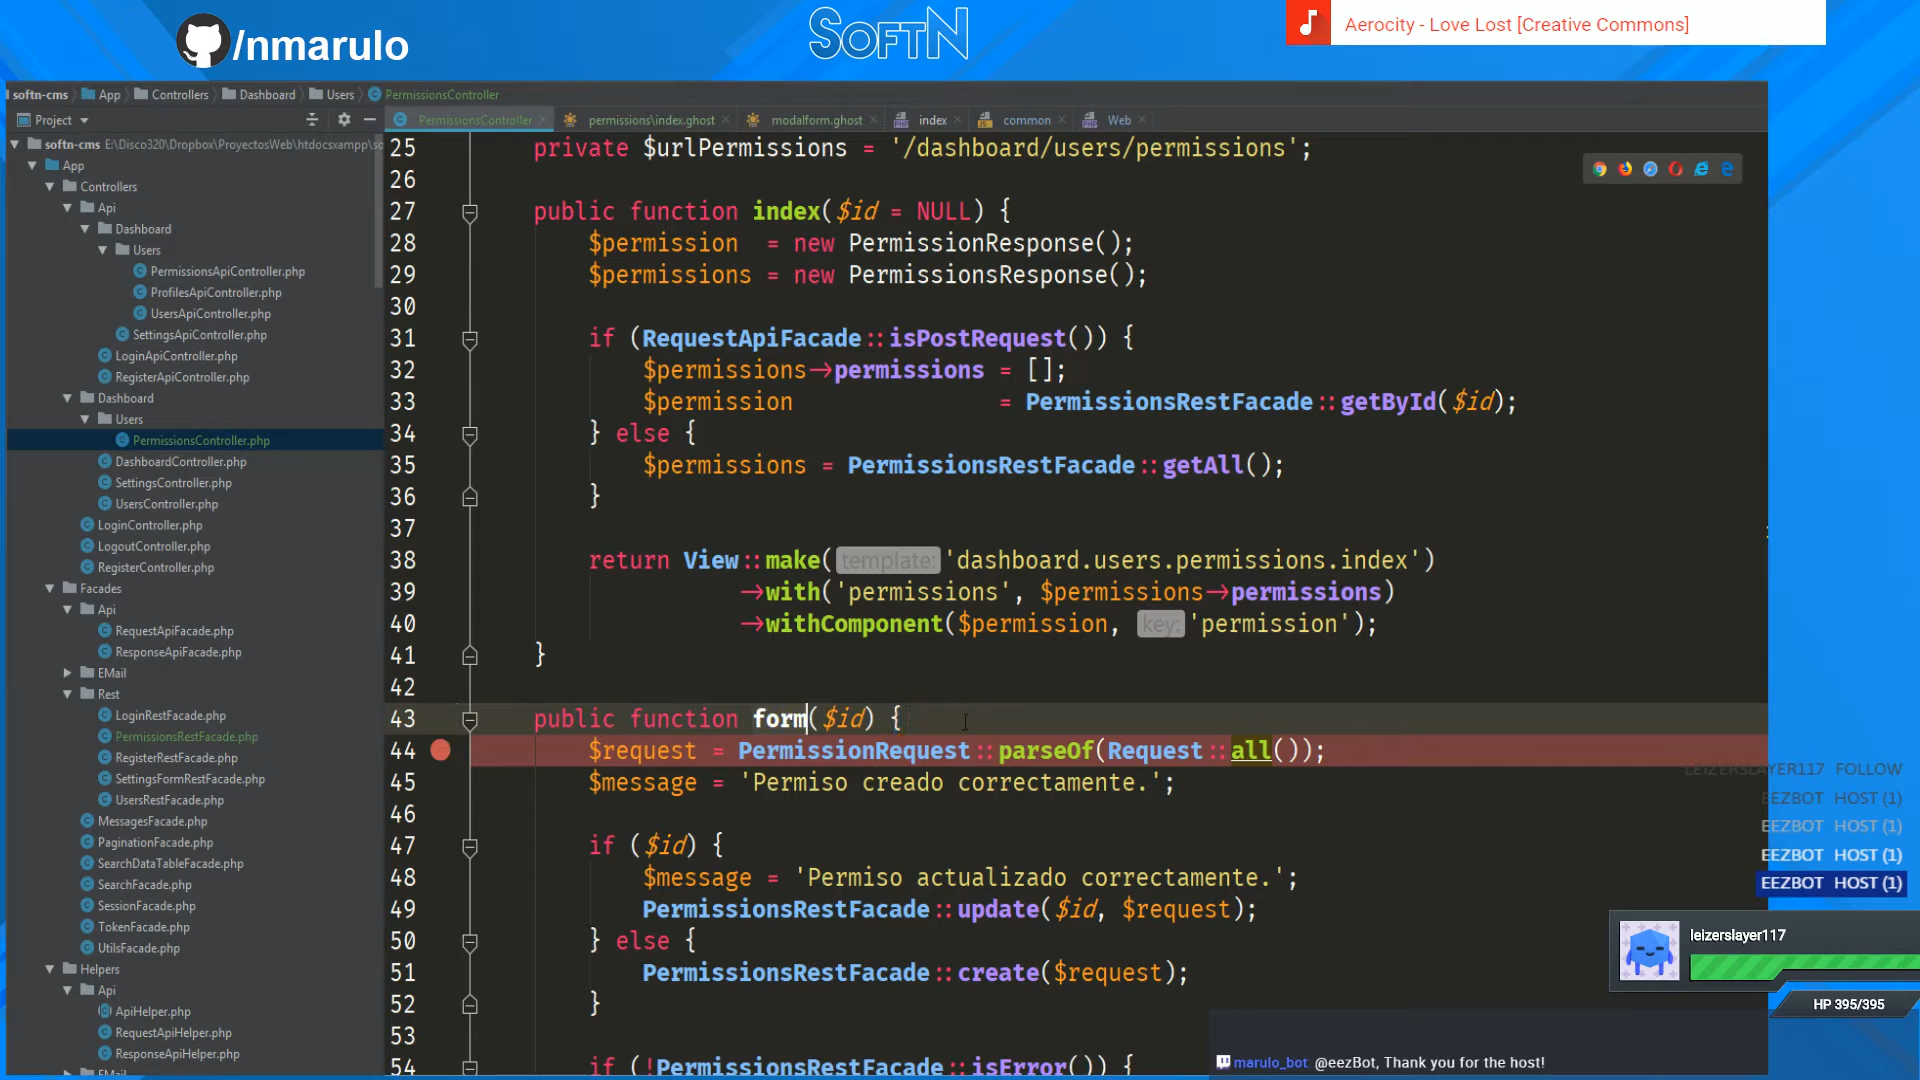 /nmarulo
SOFTN
Aerocity - Love Lost [Creative Commons]
softn-cms App Controllers Dashboard Users PermissionsController
Project
PermissionsController permissions\index.ghost modalform.ghost index common Web
softn-cms E:\Disco320\Dropbox\ProyectosWeb\htdocsxampp\so
App
Controllers
Api
Dashboard
Users
PermissionsApiController.php
ProfilesApiController.php
UsersApiController.php
SettingsApiController.php
LoginApiController.php
RegisterApiController.php
Dashboard
Users
PermissionsController.php
DashboardController.php
SettingsController.php
UsersController.php
LoginController.php
LogoutController.php
RegisterController.php
Facades
Api
RequestApiFacade.php
ResponseApiFacade.php
EMail
Rest
LoginRestFacade.php
PermissionsRestFacade.php
RegisterRestFacade.php
SettingsFormRestFacade.php
UsersRestFacade.php
MessagesFacade.php
PaginationFacade.php
SearchDataTableFacade.php
SearchFacade.php
SessionFacade.php
TokenFacade.php
UtilsFacade.php
Helpers
Api
ApiHelper.php
RequestApiHelper.php
ResponseApiHelper.php
EMail
25 private $urlPermissions = '/dashboard/users/permissions';
26
27 public function index($id = NULL) {
28 $permission = new PermissionResponse();
29 $permissions = new PermissionsResponse();
30
31 if (RequestApiFacade::isPostRequest()) {
32 $permissions->permissions = [];
33 $permission = PermissionsRestFacade::getById($id);
34 } else {
35 $permissions = PermissionsRestFacade::getAll();
36 }
37
38 return View::make( template: 'dashboard.users.permissions.index')
39 ->with('permissions', $permissions->permissions)
40 ->withComponent($permission, key: 'permission');
41 }
42
43 public function form($id) {
44 $request = PermissionRequest::parseOf(Request::all());
45 $message = 'Permiso creado correctamente.';
46
47 if ($id) {
48 $message = 'Permiso actualizado correctamente.';
49 PermissionsRestFacade::update($id, $request);
50 } else {
51 PermissionsRestFacade::create($request);
52 }
53
54 if (!PermissionsRestFacade::isError()) {
LEIZERSLAYER117 FOLLOW
EEZBOT HOST (1)
EEZBOT HOST (1)
EEZBOT HOST (1)
EEZBOT HOST (1)
leizerslayer117
HP 395/395
marulo_bot: @eezBot, Thank you for the host!